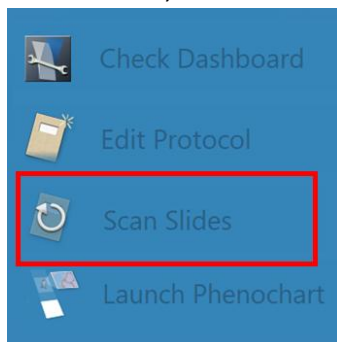 Check Dashboard
Edit Protocol
Scan Slides
Launch Phenochart